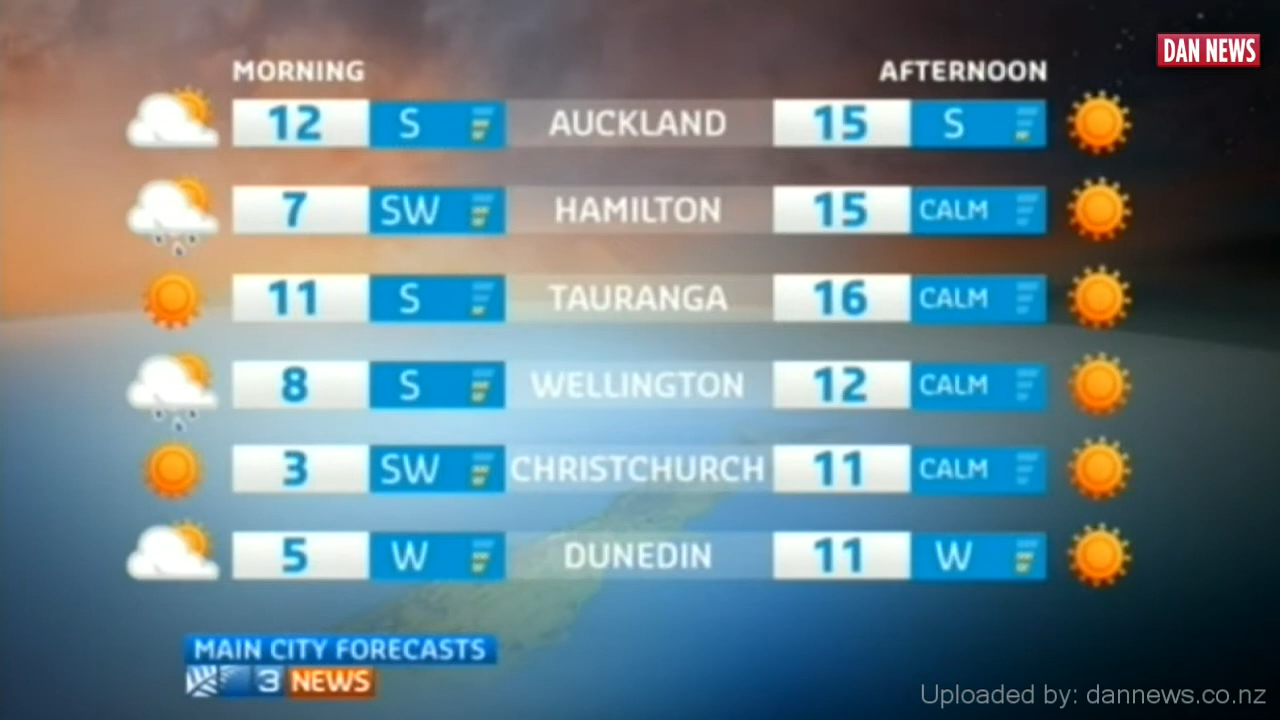 DAN NEWS
MORNING AFTERNOON
12 S AUCKLAND 15 S
7 SW HAMILTON 15 CALM
11 S TAURANGA 16 CALM
8 S WELLINGTON 12 CALM
3 SW CHRISTCHURCH 11 CALM
5 W DUNEDIN 11 W
MAIN CITY FORECASTS
3 NEWS
Uploaded by: dannews.co.nz